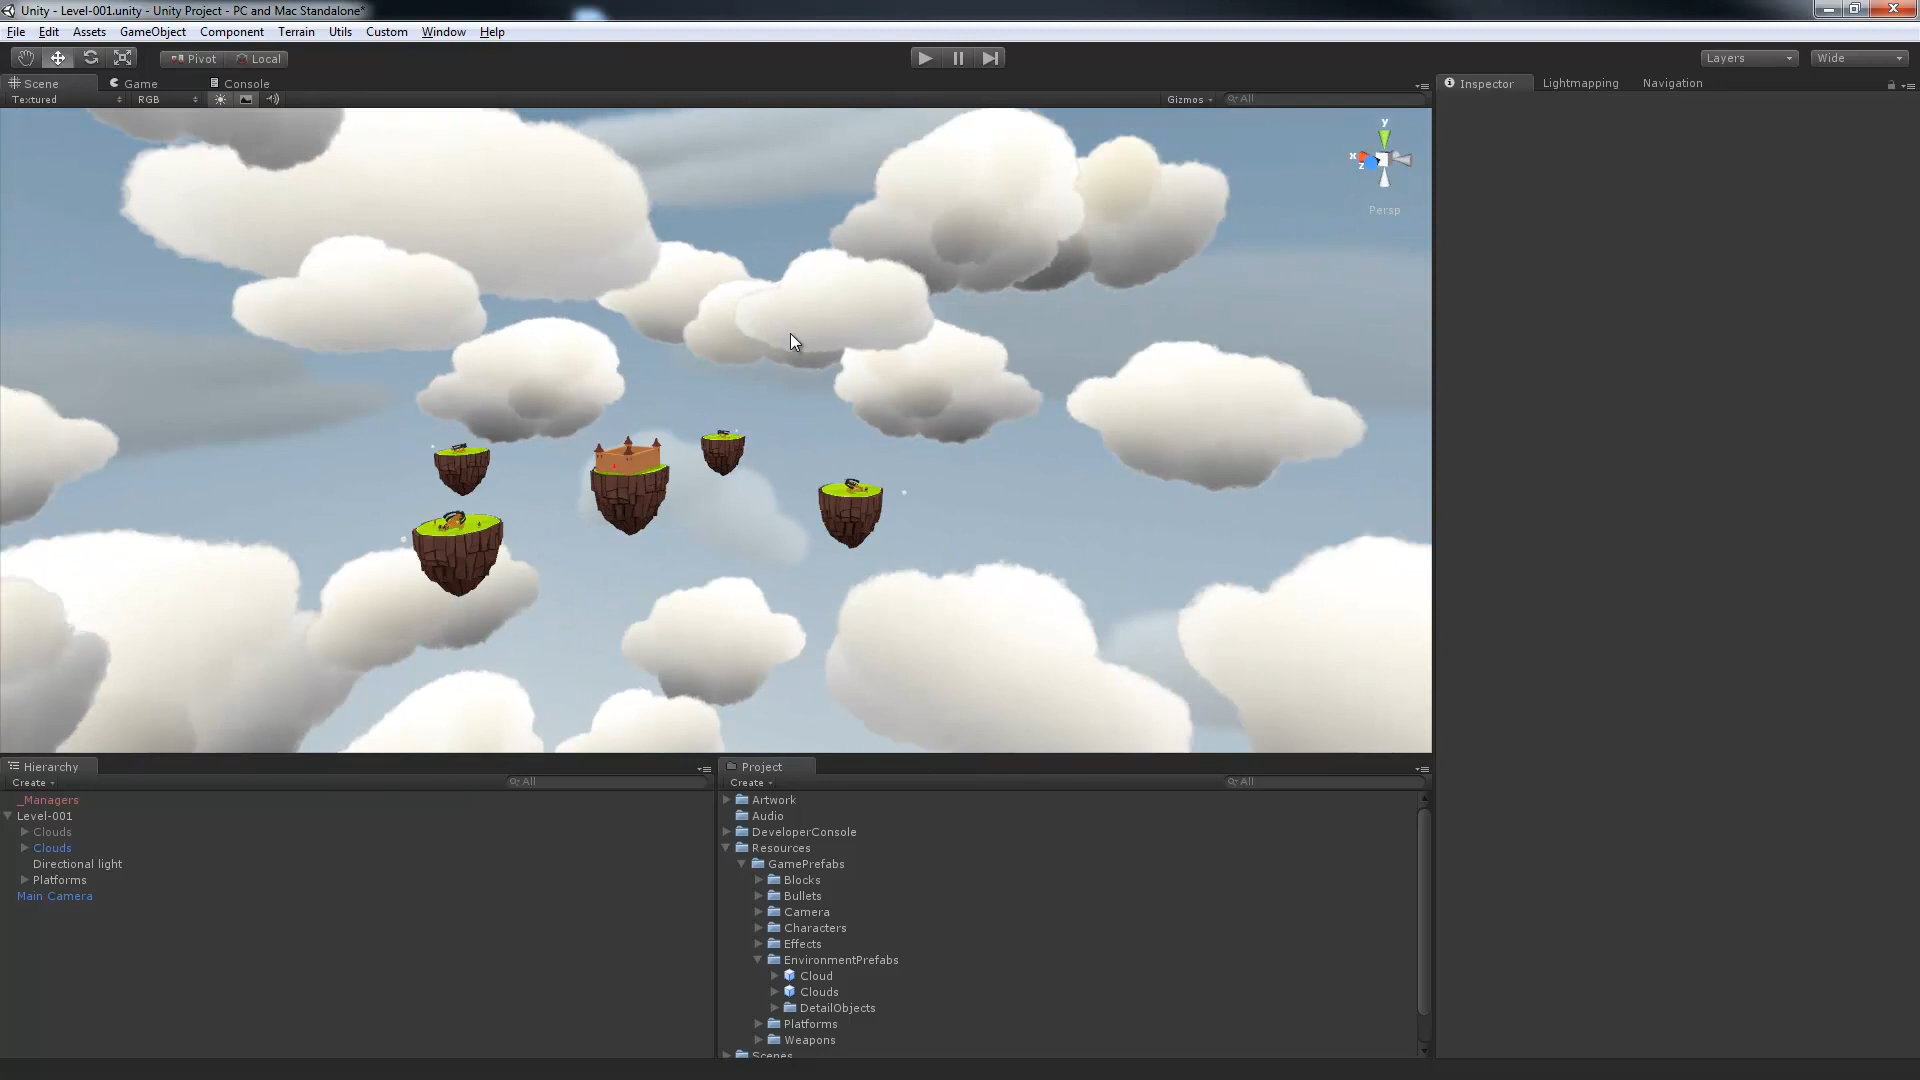 Unity - Level-001.unity - Unity Project - PC and Mac Standalone*
File Edit Assets GameObject Component Terrain Utils Custom Window Help
Pivot Local Layers Wide
Scene Game Console Inspector Lightmapping Navigation
Textured RGB Gizmos All
y
x
z
Persp
Hierarchy
Create All
_Managers
Level-001
Clouds
Clouds
Directional light
Platforms
Main Camera
Project
Create All
Artwork
Audio
DeveloperConsole
Resources
GamePrefabs
Blocks
Bullets
Camera
Characters
Effects
EnvironmentPrefabs
Cloud
Clouds
DetailObjects
Platforms
Weapons
Scenes